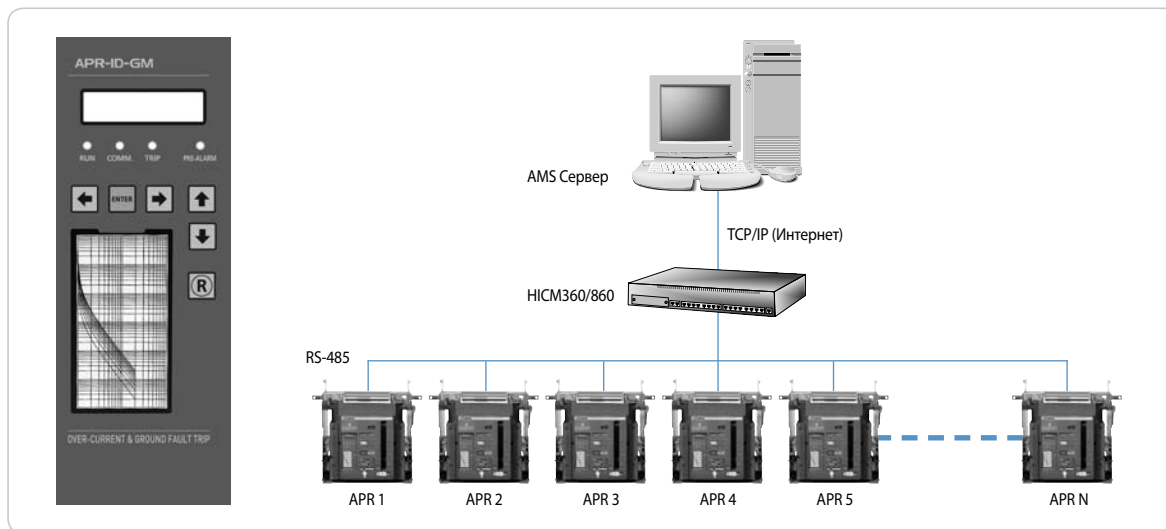 APR-ID-GM
RUN COMM. TRIP PRE-ALARM
ENTER
R
OVER-CURRENT & GROUND FAULT TRIP
AMS Сервер
TCP/IP (Интернет)
HICM360/860
RS-485
APR 1 APR 2 APR 3 APR 4 APR 5 APR N